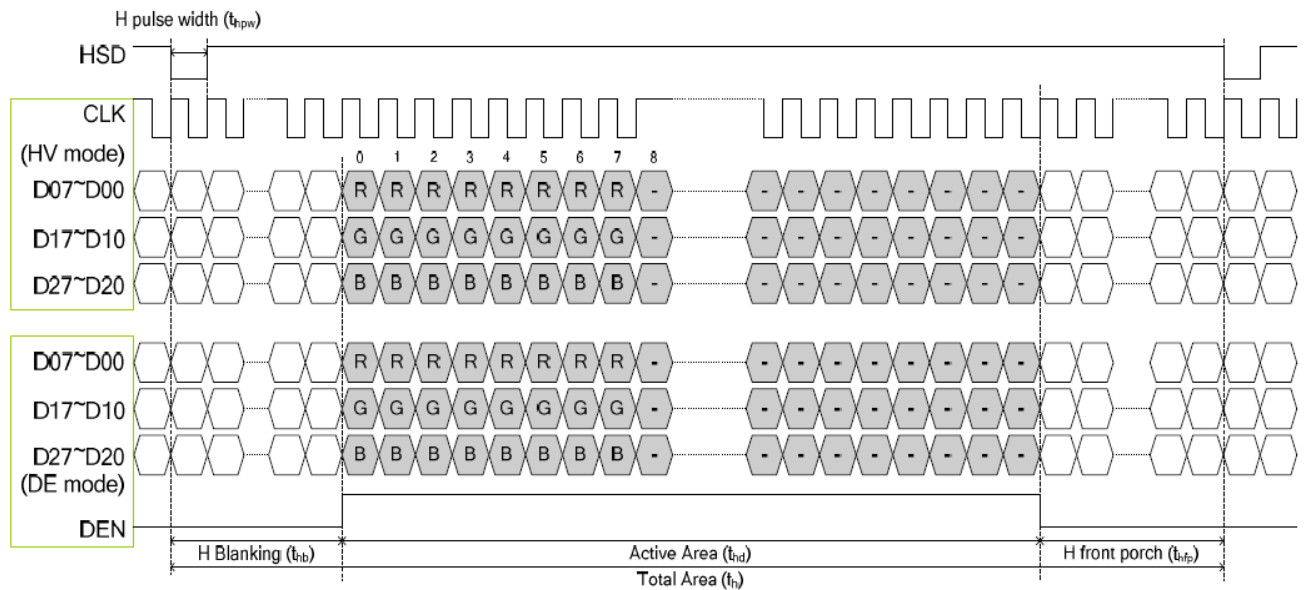 H pulse width (thpw)
HSD
CLK
(HV mode)
0 1 2 3 4 5 6 7 8
D07~D00 R R R R R R R R - - - - - - - - -
D17~D10 G G G G G G G G - - - - - - - - -
D27~D20 B B B B B B B B - - - - - - - - -
D07~D00 R R R R R R R R - - - - - - - - -
D17~D10 G G G G G G G G - - - - - - - - -
D27~D20 B B B B B B B B - - - - - - - - -
(DE mode)
DEN
H Blanking (thb) Active Area (thd) H front porch (thfp)
Total Area (th)